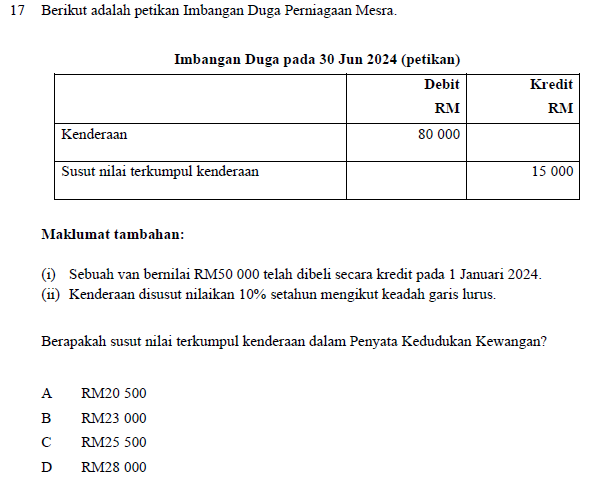 17 Berikut adalah petikan Imbangan Duga Perniagaan Mesra.
Imbangan Duga pada 30 Jun 2024 (petikan)
Debit Kredit
RM RM
Kenderaan 80 000
Susut nilai terkumpul kenderaan 15 000
Maklumat tambahan:
(i) Sebuah van bernilai RM50 000 telah dibeli secara kredit pada 1 Januari 2024.
(ii) Kenderaan disusut nilaikan 10% setahun mengikut keadah garis lurus.
Berapakah susut nilai terkumpul kenderaan dalam Penyata Kedudukan Kewangan?
A RM20 500
B RM23 000
C RM25 500
D RM28 000